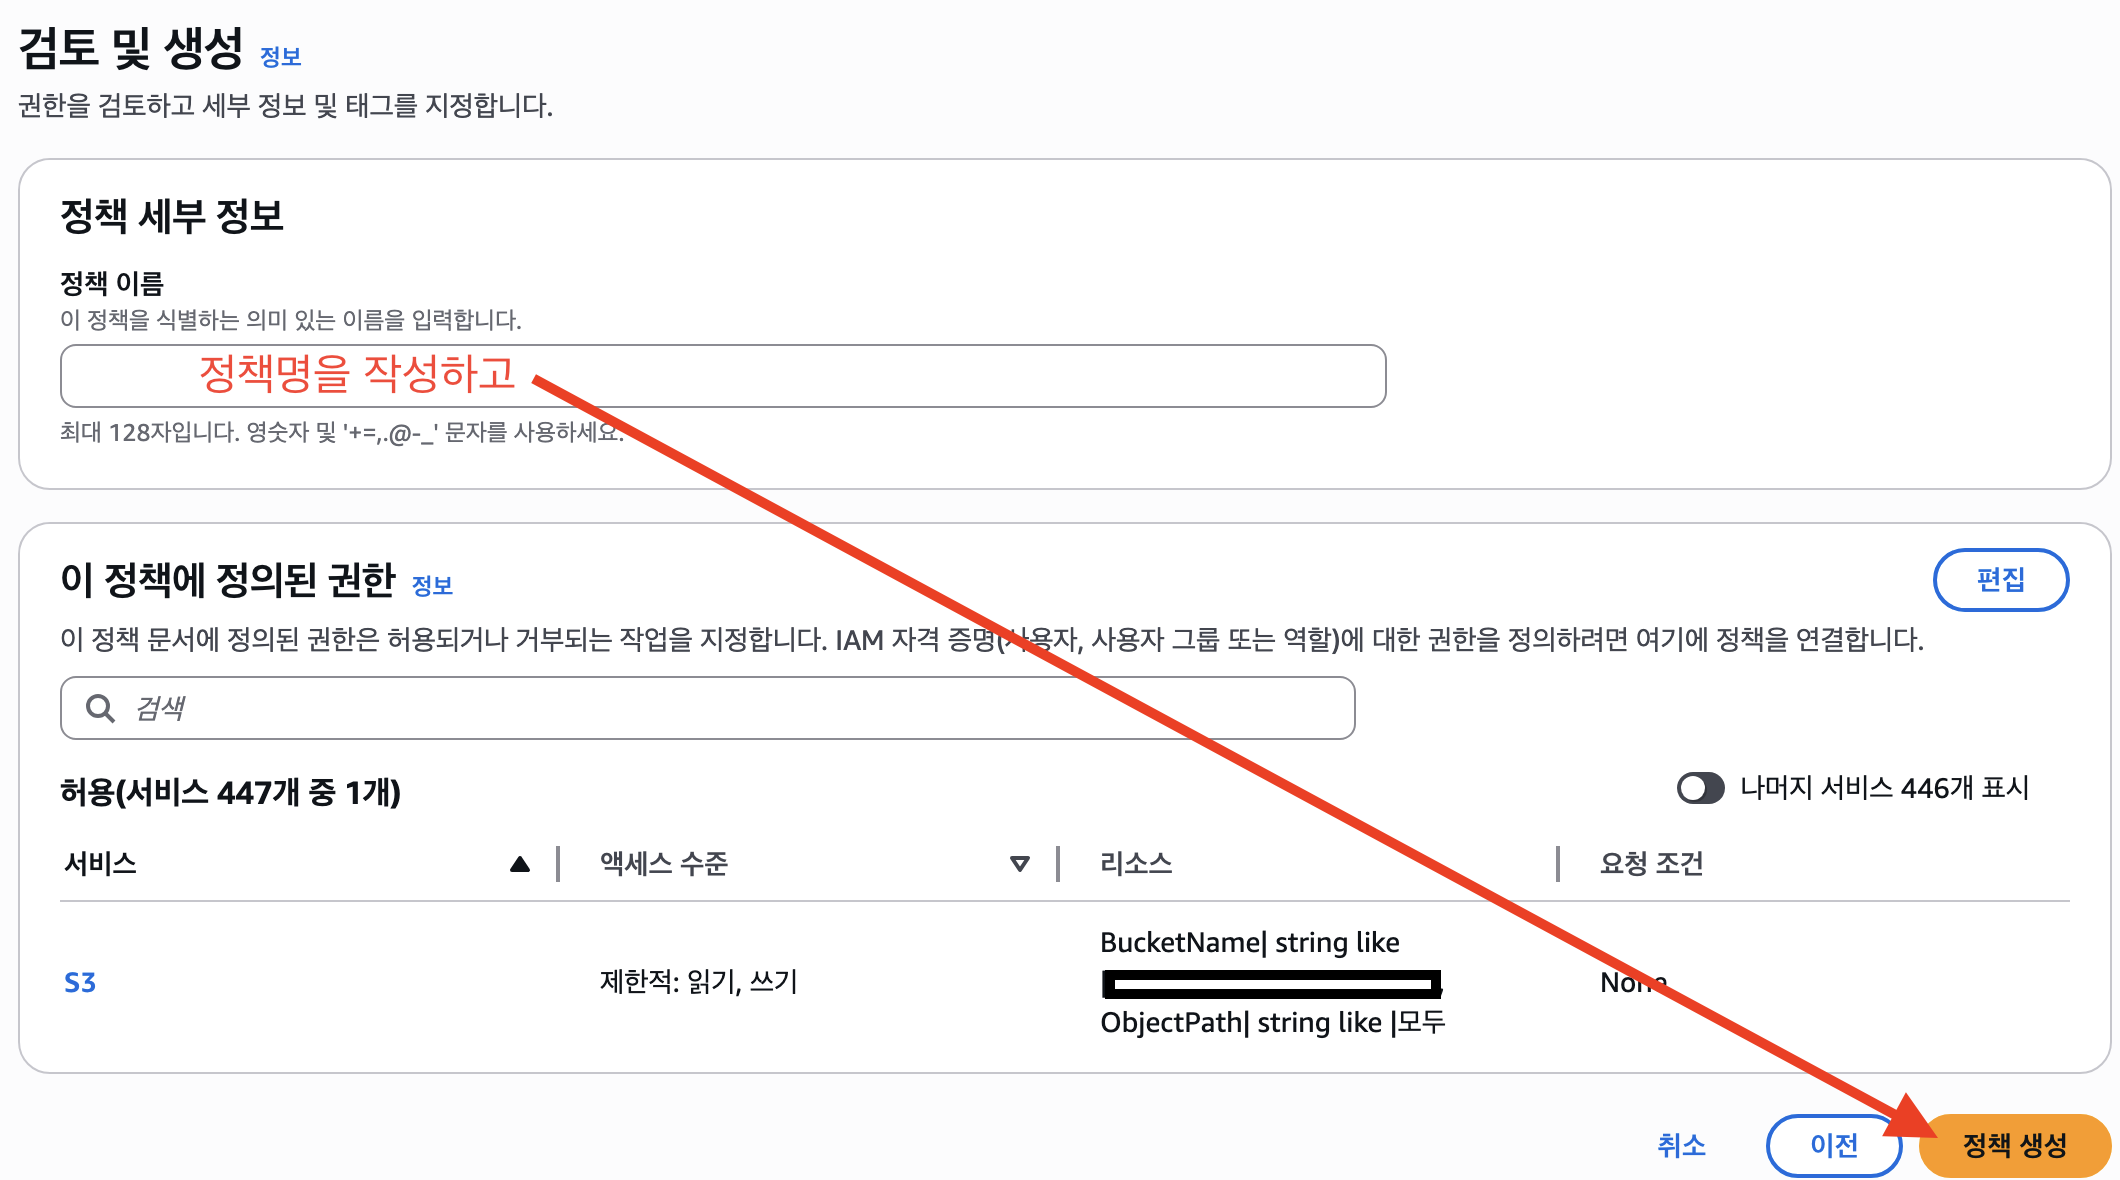 검토 및 생성 정보
권한을 검토하고 세부 정보 및 태그를 지정합니다.
정책 세부 정보
정책 이름
이 정책을 식별하는 의미 있는 이름을 입력합니다.
정책명을 작성하고
최대 128자입니다. 영숫자 및 '+=,.@-_' 문자를 사용하세요.
이 정책에 정의된 권한 정보
편집
이 정책 문서에 정의된 권한은 허용되거나 거부되는 작업을 지정합니다. IAM 자격 증명(사용자, 사용자 그룹 또는 역할)에 대한 권한을 정의하려면 여기에 정책을 연결합니다.
검색
허용(서비스 447개 중 1개)
나머지 서비스 446개 표시
서비스 액세스 수준 리소스 요청 조건
S3 제한적: 읽기, 쓰기 BucketName| string like
ObjectPath| string like |모두
None
취소 이전 정책 생성